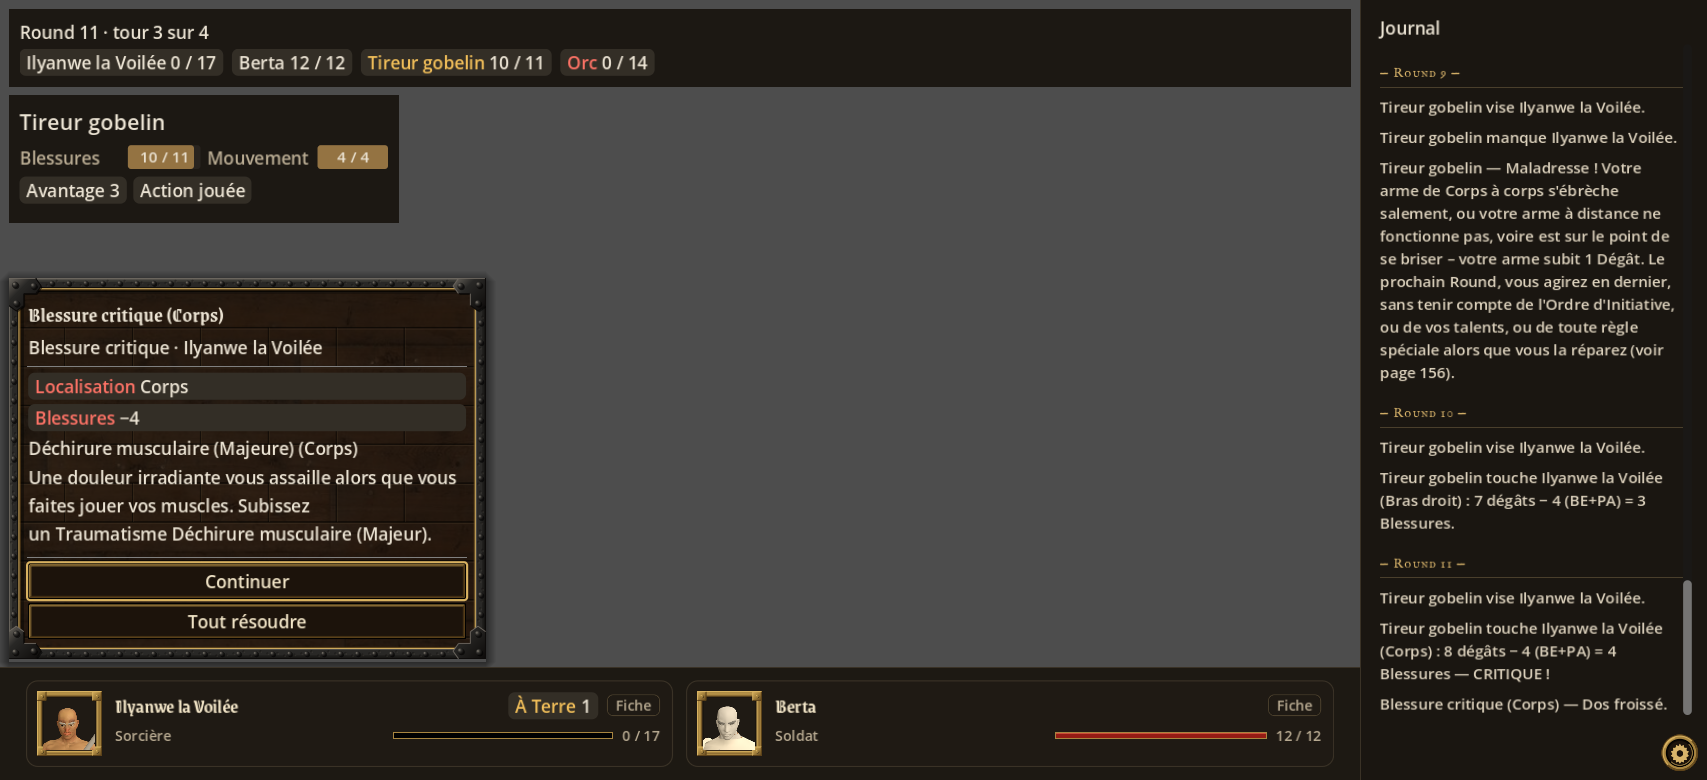 Round 11 · tour 3 sur 4
Ilyanwe la Voilée 0 / 17 Berta 12 / 12 Tireur gobelin 10 / 11 Orc 0 / 14
Tireur gobelin
Blessures 10 / 11 Mouvement 4 / 4
Avantage 3 Action jouée
Blessure critique (Corps)
Blessure critique · Ilyanwe la Voilée
Localisation Corps
Blessures −4
Déchirure musculaire (Majeure) (Corps)
Une douleur irradiante vous assaille alors que vous
faites jouer vos muscles. Subissez
un Traumatisme Déchirure musculaire (Majeur).
Continuer
Tout résoudre
Ilyanwe la Voilée À Terre 1 Fiche
Sorcière 0 / 17
Berta Fiche
Soldat 12 / 12
Journal
– Round 9 –
Tireur gobelin vise Ilyanwe la Voilée.
Tireur gobelin manque Ilyanwe la Voilée.
Tireur gobelin — Maladresse ! Votre
arme de Corps à corps s'ébrèche
salement, ou votre arme à distance ne
fonctionne pas, voire est sur le point de
se briser – votre arme subit 1 Dégât. Le
prochain Round, vous agirez en dernier,
sans tenir compte de l'Ordre d'Initiative,
ou de vos talents, ou de toute règle
spéciale alors que vous la réparez (voir
page 156).
– Round 10 –
Tireur gobelin vise Ilyanwe la Voilée.
Tireur gobelin touche Ilyanwe la Voilée
(Bras droit) : 7 dégâts − 4 (BE+PA) = 3
Blessures.
– Round 11 –
Tireur gobelin vise Ilyanwe la Voilée.
Tireur gobelin touche Ilyanwe la Voilée
(Corps) : 8 dégâts − 4 (BE+PA) = 4
Blessures — CRITIQUE !
Blessure critique (Corps) — Dos froissé.